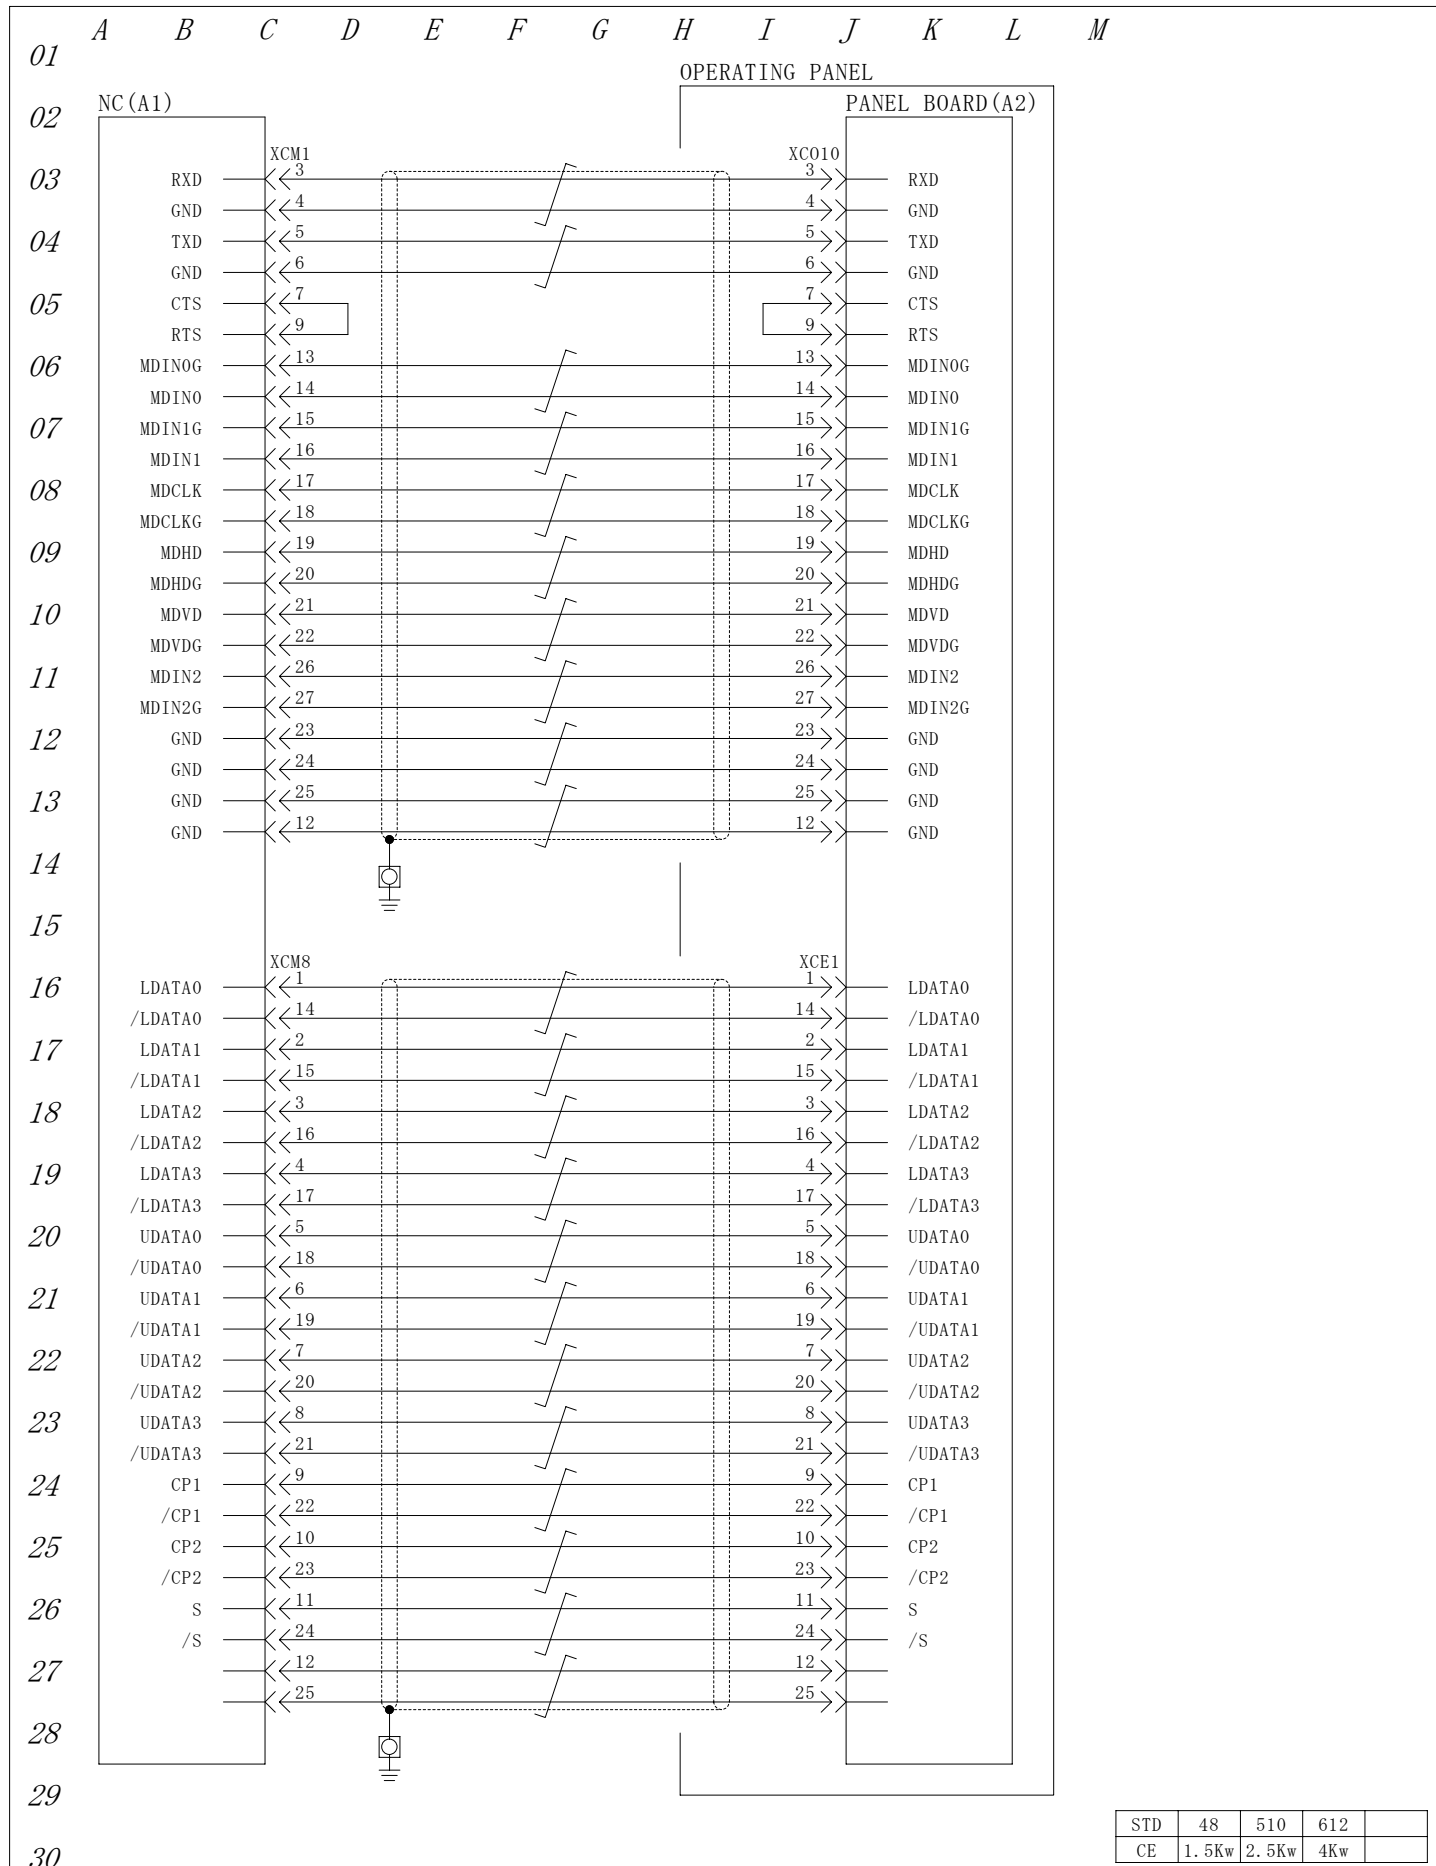 A B C D E F G H I J K L M
01
OPERATING PANEL
NC(A1) PANEL BOARD(A2)
02
XCM1 XCO10
03 RXD 3 3 RXD
GND 4 4 GND
04 TXD 5 5 TXD
GND 6 6 GND
05 CTS 7 7 CTS
RTS 9 9 RTS
06 MDIN0G 13 13 MDIN0G
MDIN0 14 14 MDIN0
07 MDIN1G 15 15 MDIN1G
MDIN1 16 16 MDIN1
08 MDCLK 17 17 MDCLK
MDCLKG 18 18 MDCLKG
09 MDHD 19 19 MDHD
MDHDG 20 20 MDHDG
10 MDVD 21 21 MDVD
MDVDG 22 22 MDVDG
11 MDIN2 26 26 MDIN2
MDIN2G 27 27 MDIN2G
12 GND 23 23 GND
GND 24 24 GND
13 GND 25 25 GND
GND 12 12 GND
14
15
XCM8 XCE1
16 LDATA0 1 1 LDATA0
/LDATA0 14 14 /LDATA0
17 LDATA1 2 2 LDATA1
/LDATA1 15 15 /LDATA1
18 LDATA2 3 3 LDATA2
/LDATA2 16 16 /LDATA2
19 LDATA3 4 4 LDATA3
/LDATA3 17 17 /LDATA3
20 UDATA0 5 5 UDATA0
/UDATA0 18 18 /UDATA0
21 UDATA1 6 6 UDATA1
/UDATA1 19 19 /UDATA1
22 UDATA2 7 7 UDATA2
/UDATA2 20 20 /UDATA2
23 UDATA3 8 8 UDATA3
/UDATA3 21 21 /UDATA3
24 CP1 9 9 CP1
/CP1 22 22 /CP1
25 CP2 10 10 CP2
/CP2 23 23 /CP2
26 S 11 11 S
/S 24 24 /S
27 12 12
25 25
28
29
STD 48 510 612
30 CE 1.5Kw 2.5Kw 4Kw